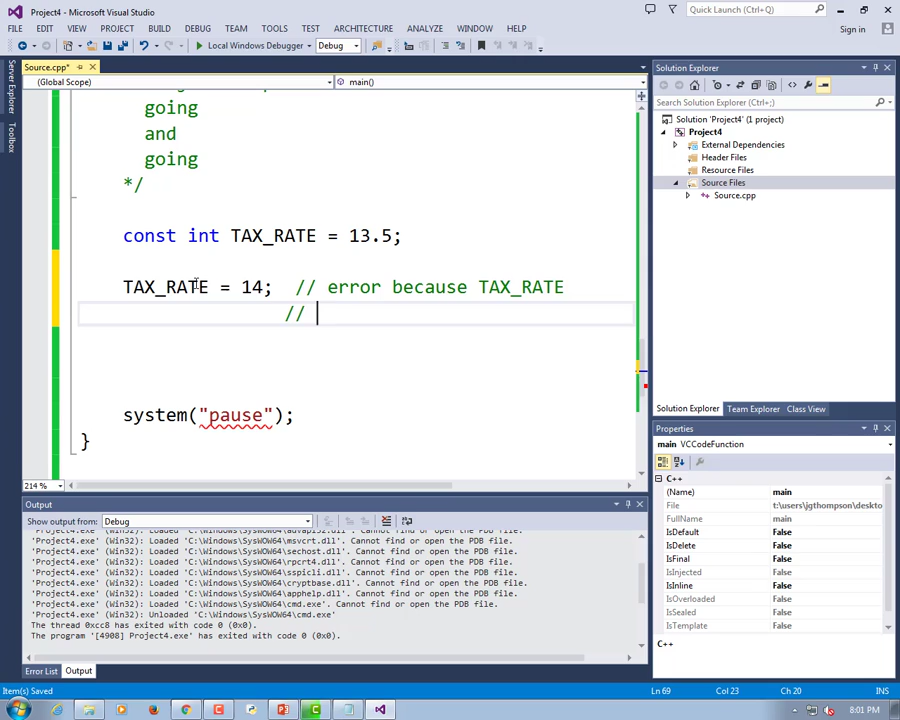 Project4 - Microsoft Visual Studio
Quick Launch (Ctrl+;)
FILE EDIT VIEW PROJECT BUILD DEBUG TEAM TOOLS TEST ARCHITECTURE ANALYZE WINDOW HELP
Sign in
Local Windows Debugger Debug
Server Explorer
Toolbox
Source.cpp*
(Global Scope) main()
going
and
going
*/
const int TAX_RATE = 13.5;
TAX_RATE = 14; // error because TAX_RATE
//
system("pause");
}
214 %
Solution Explorer
Search Solution Explorer (Ctrl+;)
Solution 'Project4' (1 project)
Project4
External Dependencies
Header Files
Resource Files
Source Files
Source.cpp
Solution Explorer Team Explorer Class View
Properties
main VCCodeFunction
C++
(Name) main
File t:\users\jgthompson\deskto
FullName main
IsDefault False
IsDelete False
IsFinal False
IsInjected False
IsInline False
IsOverloaded False
IsSealed False
IsTemplate False
C++
Output
Show output from: Debug
'Project4.exe' (Win32): Loaded 'C:\Windows\SysWOW64\msvcrt.dll'. Cannot find or open the PDB file.
'Project4.exe' (Win32): Loaded 'C:\Windows\SysWOW64\sechost.dll'. Cannot find or open the PDB file.
'Project4.exe' (Win32): Loaded 'C:\Windows\SysWOW64\rpcrt4.dll'. Cannot find or open the PDB file.
'Project4.exe' (Win32): Loaded 'C:\Windows\SysWOW64\sspicli.dll'. Cannot find or open the PDB file.
'Project4.exe' (Win32): Loaded 'C:\Windows\SysWOW64\cryptbase.dll'. Cannot find or open the PDB file.
'Project4.exe' (Win32): Loaded 'C:\Windows\SysWOW64\apphelp.dll'. Cannot find or open the PDB file.
'Project4.exe' (Win32): Loaded 'C:\Windows\SysWOW64\cmd.exe'. Cannot find or open the PDB file.
'Project4.exe' (Win32): Unloaded 'C:\Windows\SysWOW64\cmd.exe'
The thread 0xcc8 has exited with code 0 (0x0).
The program '[4908] Project4.exe' has exited with code 0 (0x0).
Error List Output
Item(s) Saved Ln 69 Col 23 Ch 20 INS
8:01 PM